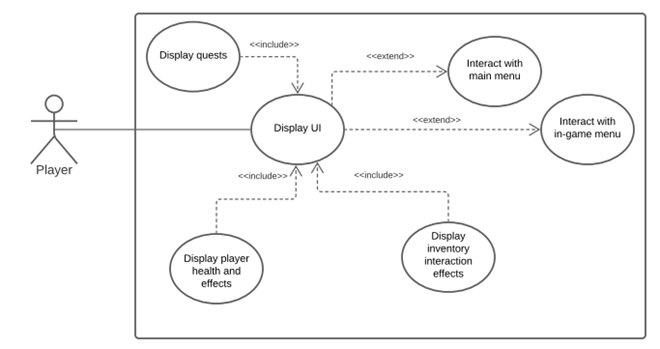 Display quests
<<include>>
<<extend>>
Interact with
main menu
Player
Display UI
<<extend>>
Interact with
in-game menu
<<include>>
<<include>>
Display player
health and
effects
Display
inventory
interaction
effects